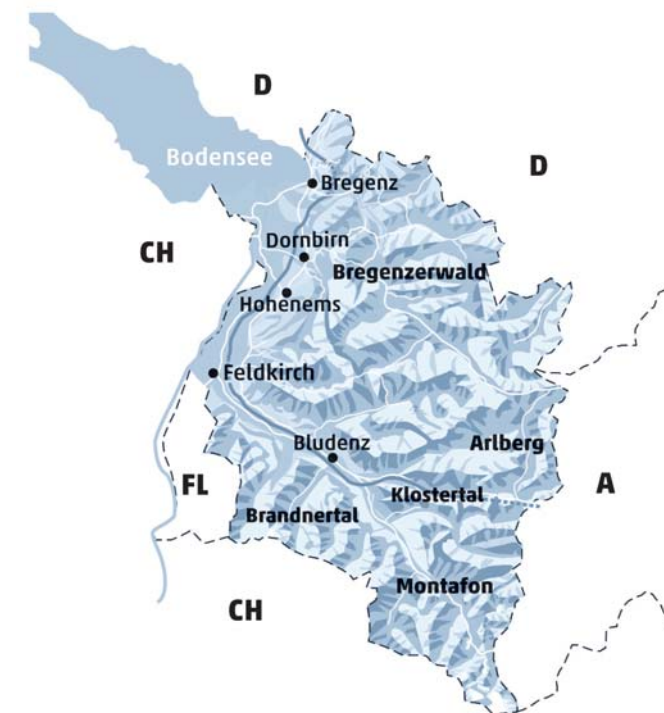 D
Bodensee
D
Bregenz
CH
Dornbirn
Bregenzerwald
Hohenems
Feldkirch
Bludenz
Arlberg
FL
Klostertal
A
Brandnertal
Montafon
CH